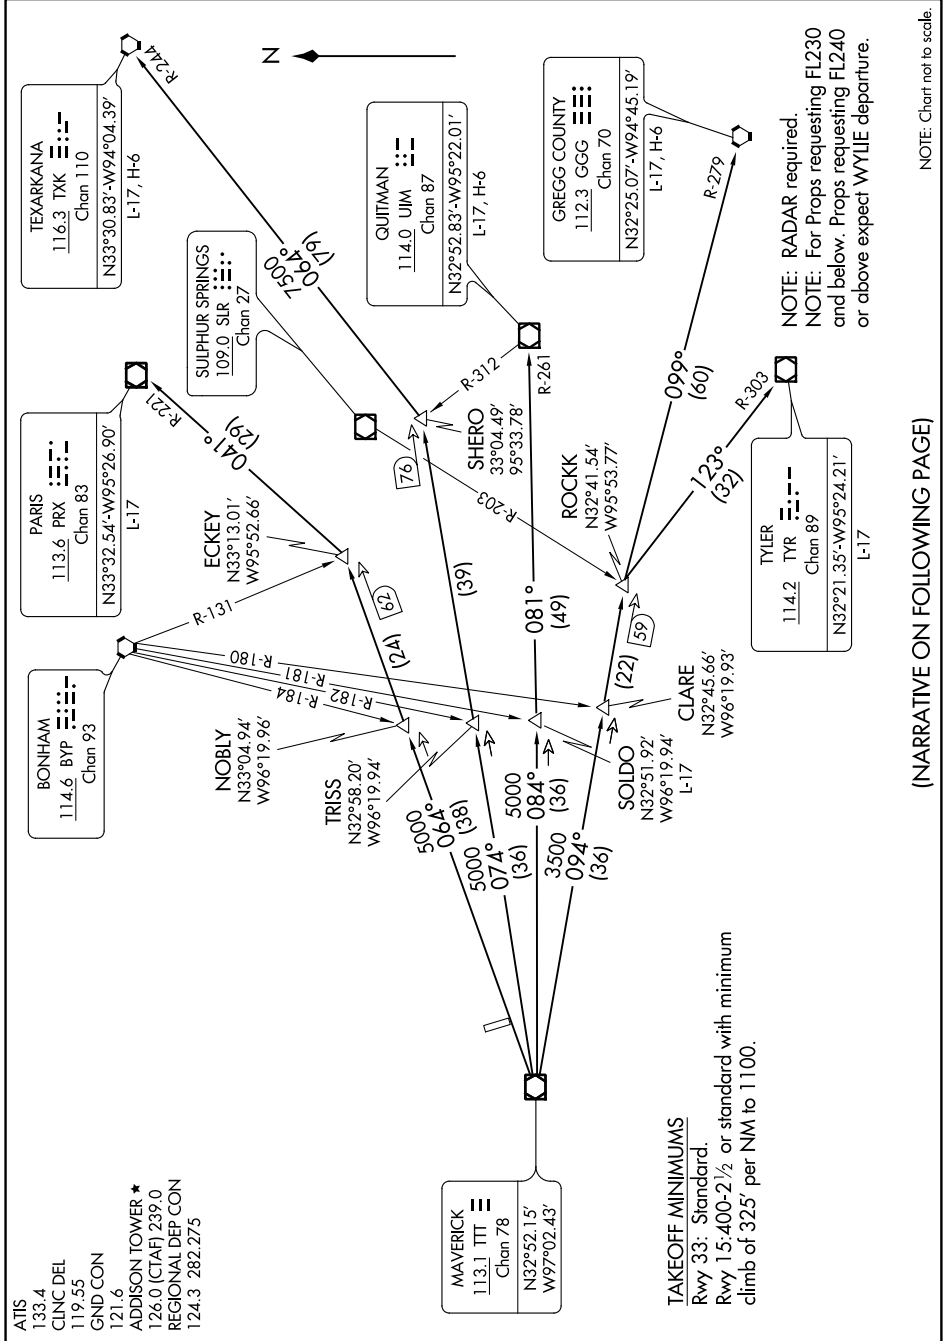 ATIS
133.4
CLNC DEL
119.55
GND CON
121.6
ADDISON TOWER ★
126.0 (CTAF) 239.0
REGIONAL DEP CON
124.3 282.275
BONHAM
114.6 BYP
Chan 93
PARIS
113.6 PRX
Chan 83
N33°32.54’-W95°26.90’
L-17
TEXARKANA
116.3 TXK
Chan 110
N33°30.83’-W94°04.39’
L-17, H-6
SULPHUR SPRINGS
109.0 SLR
Chan 27
QUITMAN
114.0 UIM
Chan 87
N32°52.83’-W95°22.01’
L-17, H-6
GREGG COUNTY
112.3 GGG
Chan 70
N32°25.07’-W94°45.19’
L-17, H-6
TYLER
114.2 TYR
Chan 89
N32°21.35’-W95°24.21’
L-17
MAVERICK
113.1 TTT
Chan 78
N32°52.15’
W97°02.43’
NOBLY
N33°04.94’
W96°19.96’
TRISS
N32°58.20’
W96°19.94’
SOLDO
N32°51.92’
W96°19.94’
L-17
CLARE
N32°45.66’
W96°19.93’
ECKEY
N33°13.01’
W95°52.66’
SHERO
33°04.49’
95°33.78’
ROCKK
N32°41.54’
W95°53.77’
N
R-131
R-180
R-181
R-182
R-184
R-221
R-244
R-312
R-261
R-203
R-279
R-303
5000
064°
(38)
5000
074°
(36)
5000
084°
(36)
3500
094°
(36)
(24)
62
041°
(29)
(39)
76
7500
064°
(79)
081°
(49)
(22)
59
099°
(60)
123°
(32)
TAKEOFF MINIMUMS
Rwy 33: Standard.
Rwy 15:400-2½ or standard with minimum
climb of 325’ per NM to 1100.
NOTE: RADAR required.
NOTE: For Props requesting FL230
and below. Props requesting FL240
or above expect WYLIE departure.
(NARRATIVE ON FOLLOWING PAGE)
NOTE: Chart not to scale.